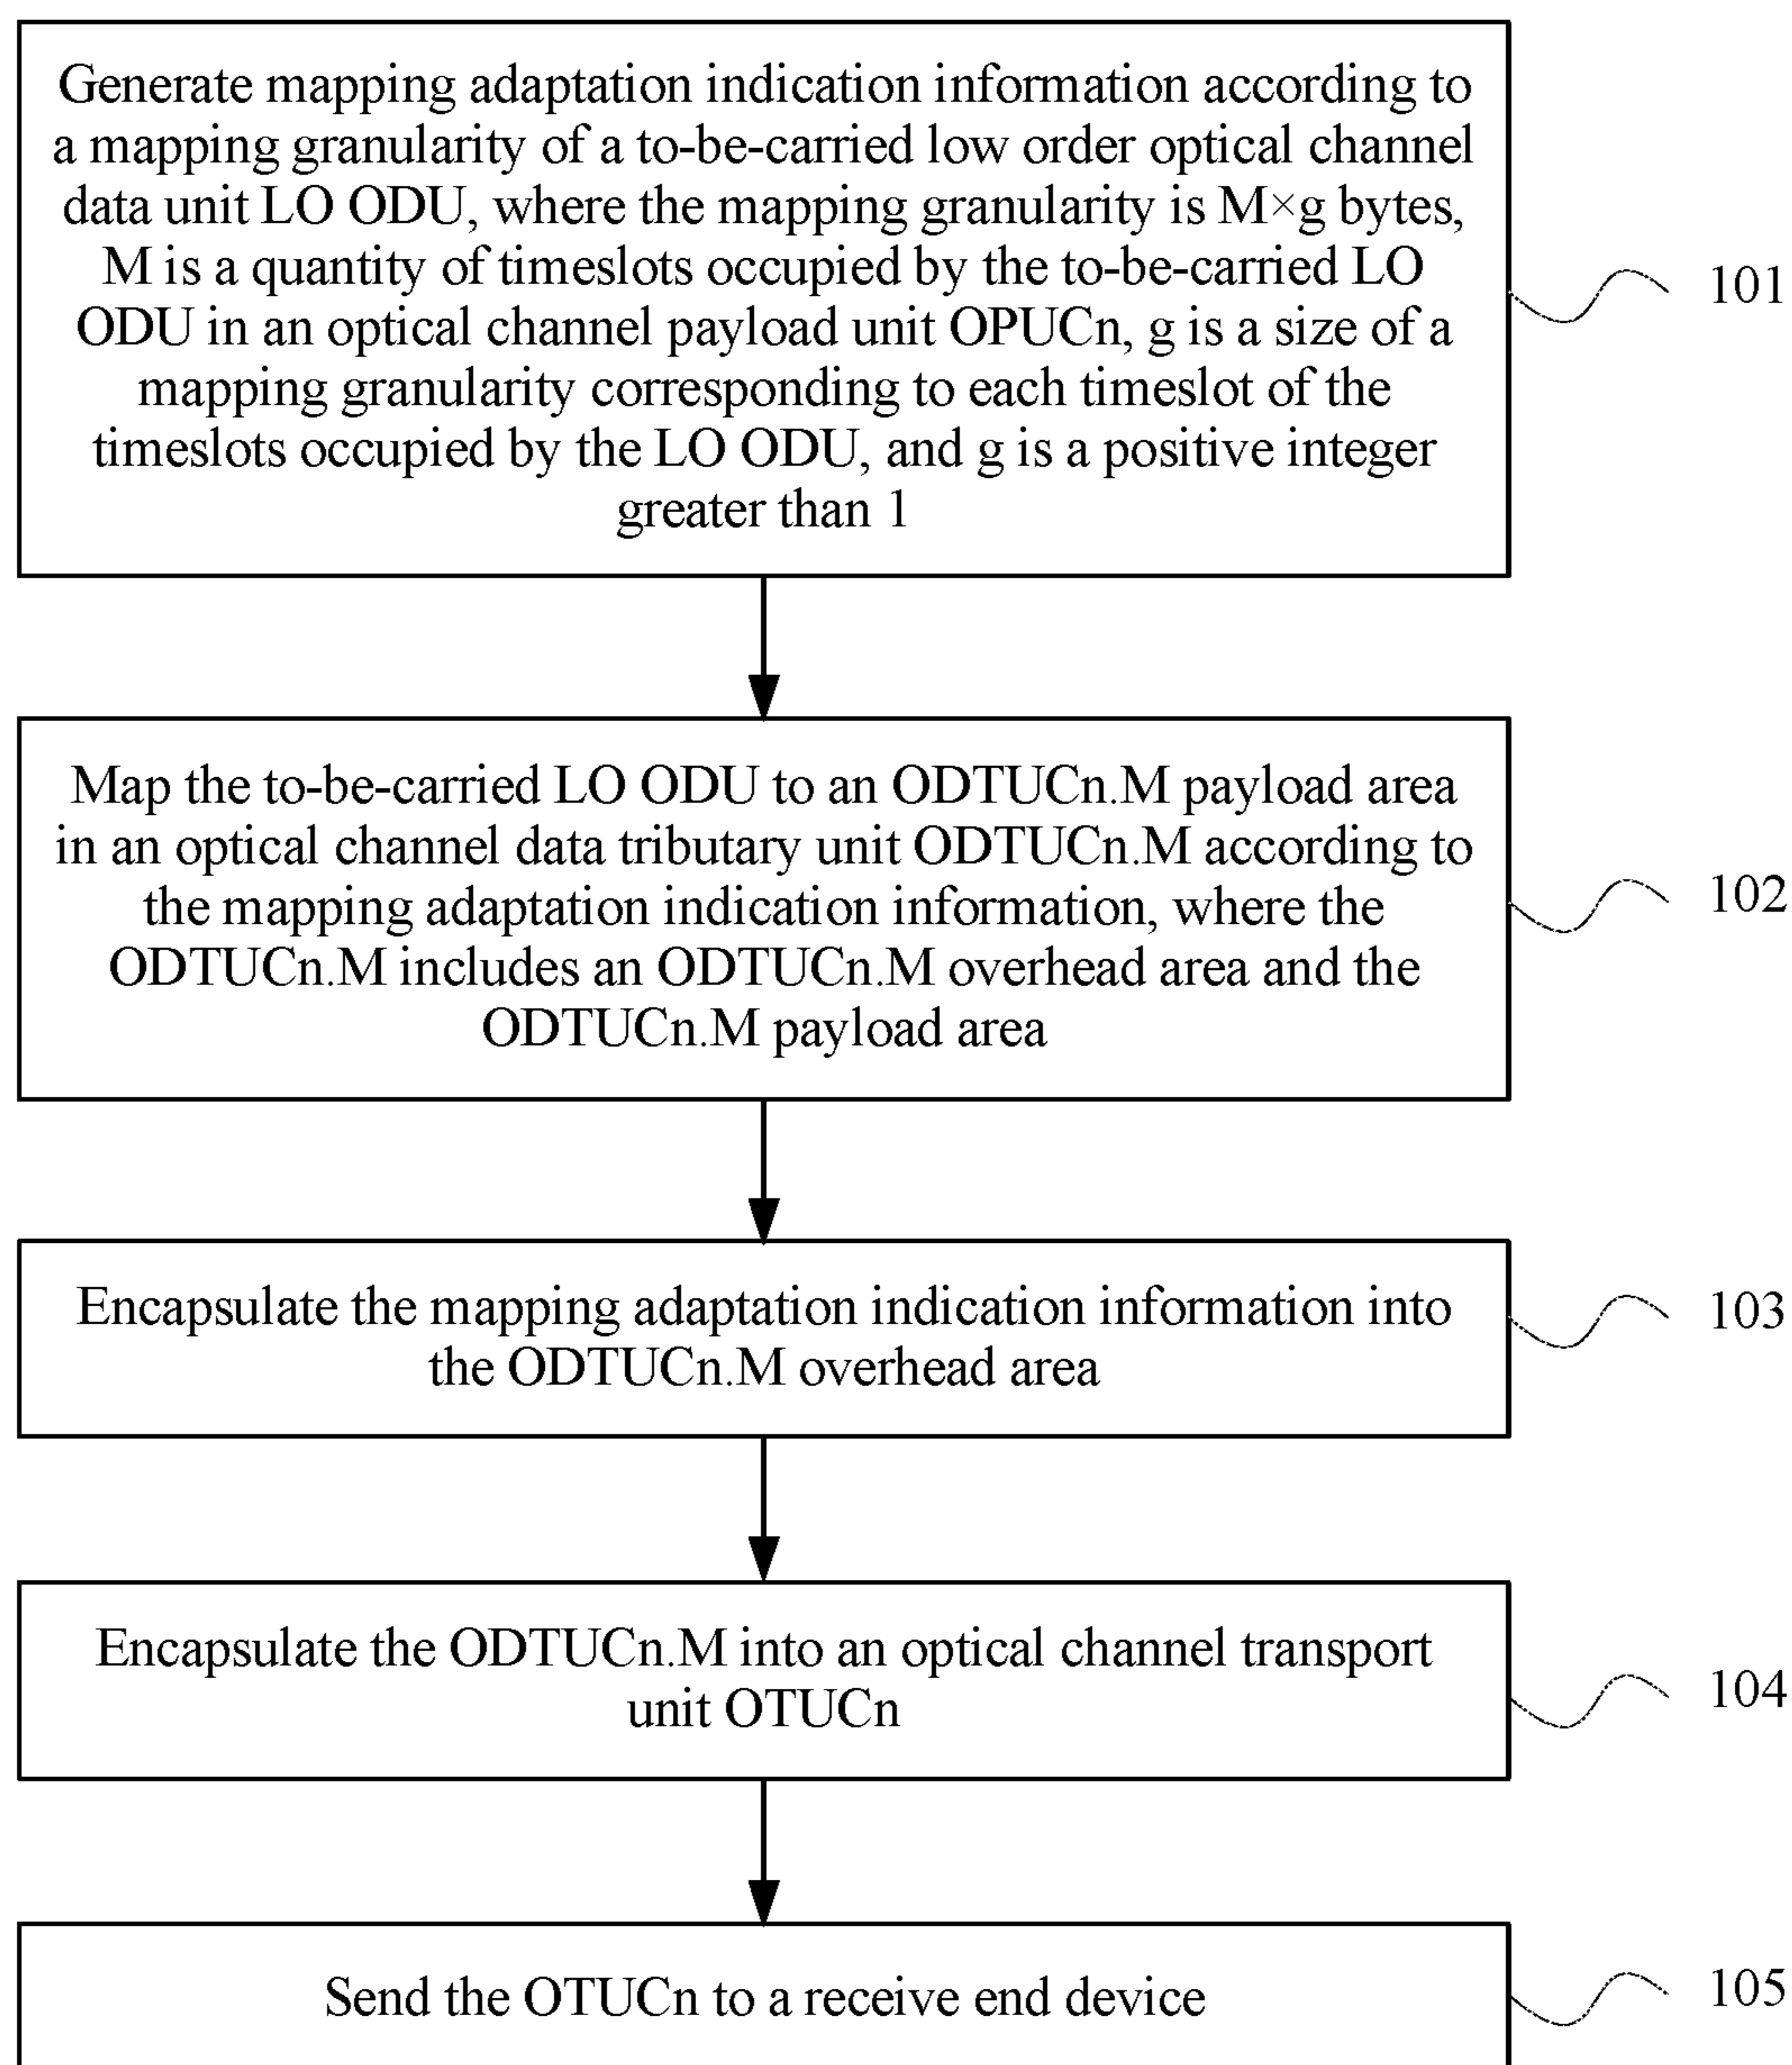 Generate mapping adaptation indication information according to
a mapping granularity of a to-be-carried low order optical channel
data unit LO ODU, where the mapping granularity is M×g bytes,
M is a quantity of timeslots occupied by the to-be-carried LO
ODU in an optical channel payload unit OPUCn, g is a size of a
mapping granularity corresponding to each timeslot of the
timeslots occupied by the LO ODU, and g is a positive integer
greater than 1
101
Map the to-be-carried LO ODU to an ODTUCn.M payload area
in an optical channel data tributary unit ODTUCn.M according to
the mapping adaptation indication information, where the
ODTUCn.M includes an ODTUCn.M overhead area and the
ODTUCn.M payload area
102
Encapsulate the mapping adaptation indication information into
the ODTUCn.M overhead area
103
Encapsulate the ODTUCn.M into an optical channel transport
unit OTUCn
104
Send the OTUCn to a receive end device
105